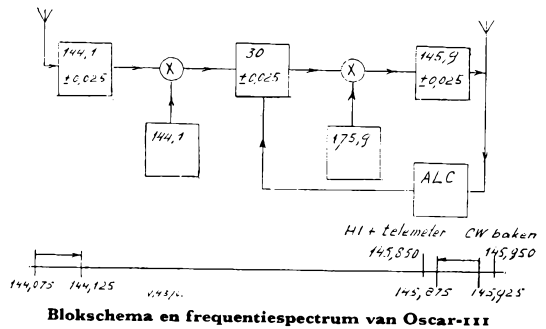 144,1
±0,025
X
30
±0,025
X
145,9
±0,025
144,1
175,9
ALC
HI + telemeter CW baken
145,850 145,950
144,075 144,125 145,875 145,925
Blokschema en frequentiespectrum van Oscar-III